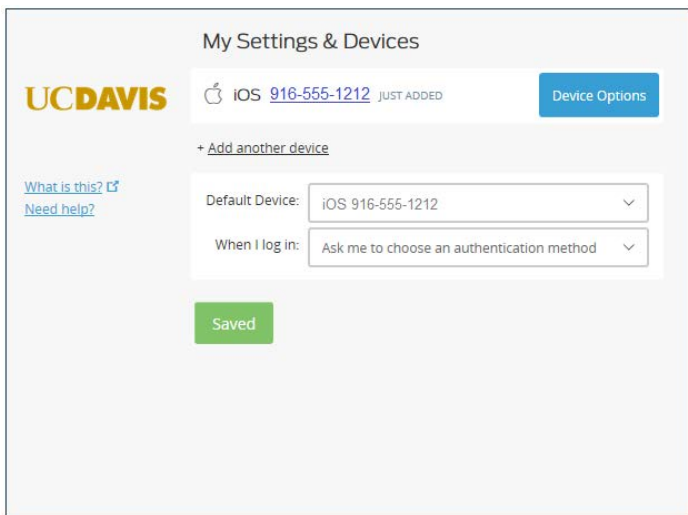 My Settings & Devices
UCDAVIS
iOS 916-555-1212 JUST ADDED
Device Options
+ Add another device
What is this?
Need help?
Default Device:
iOS 916-555-1212
When I log in:
Ask me to choose an authentication method
Saved